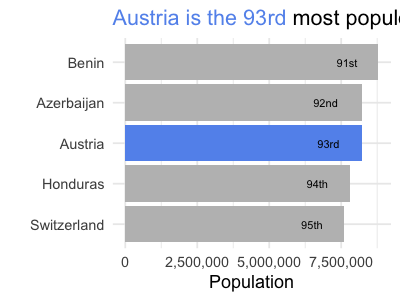 Austria is the 93rd most
Benin 91st
Azerbaijan 92nd
Austria 93rd
Honduras 94th
Switzerland 95th
0 2,500,000 5,000,000 7,500,000
Population